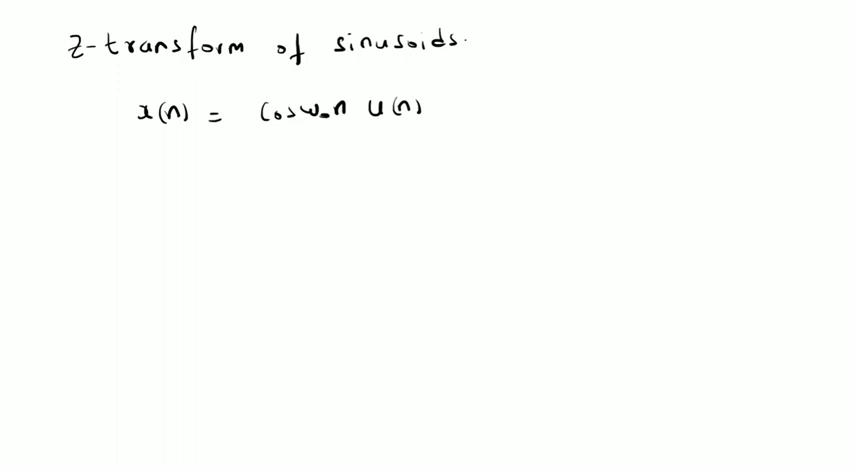 Z-transform of sinusoids.
x(n) = Cosω₀n u(n)